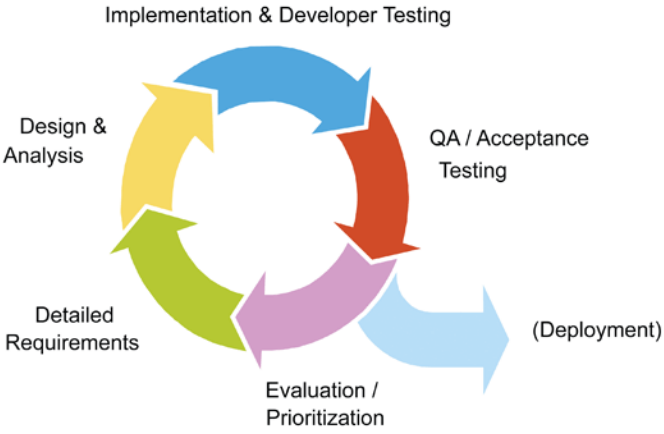 Implementation & Developer Testing
Design &
Analysis
QA / Acceptance
Testing
Detailed
Requirements
(Deployment)
Evaluation /
Prioritization